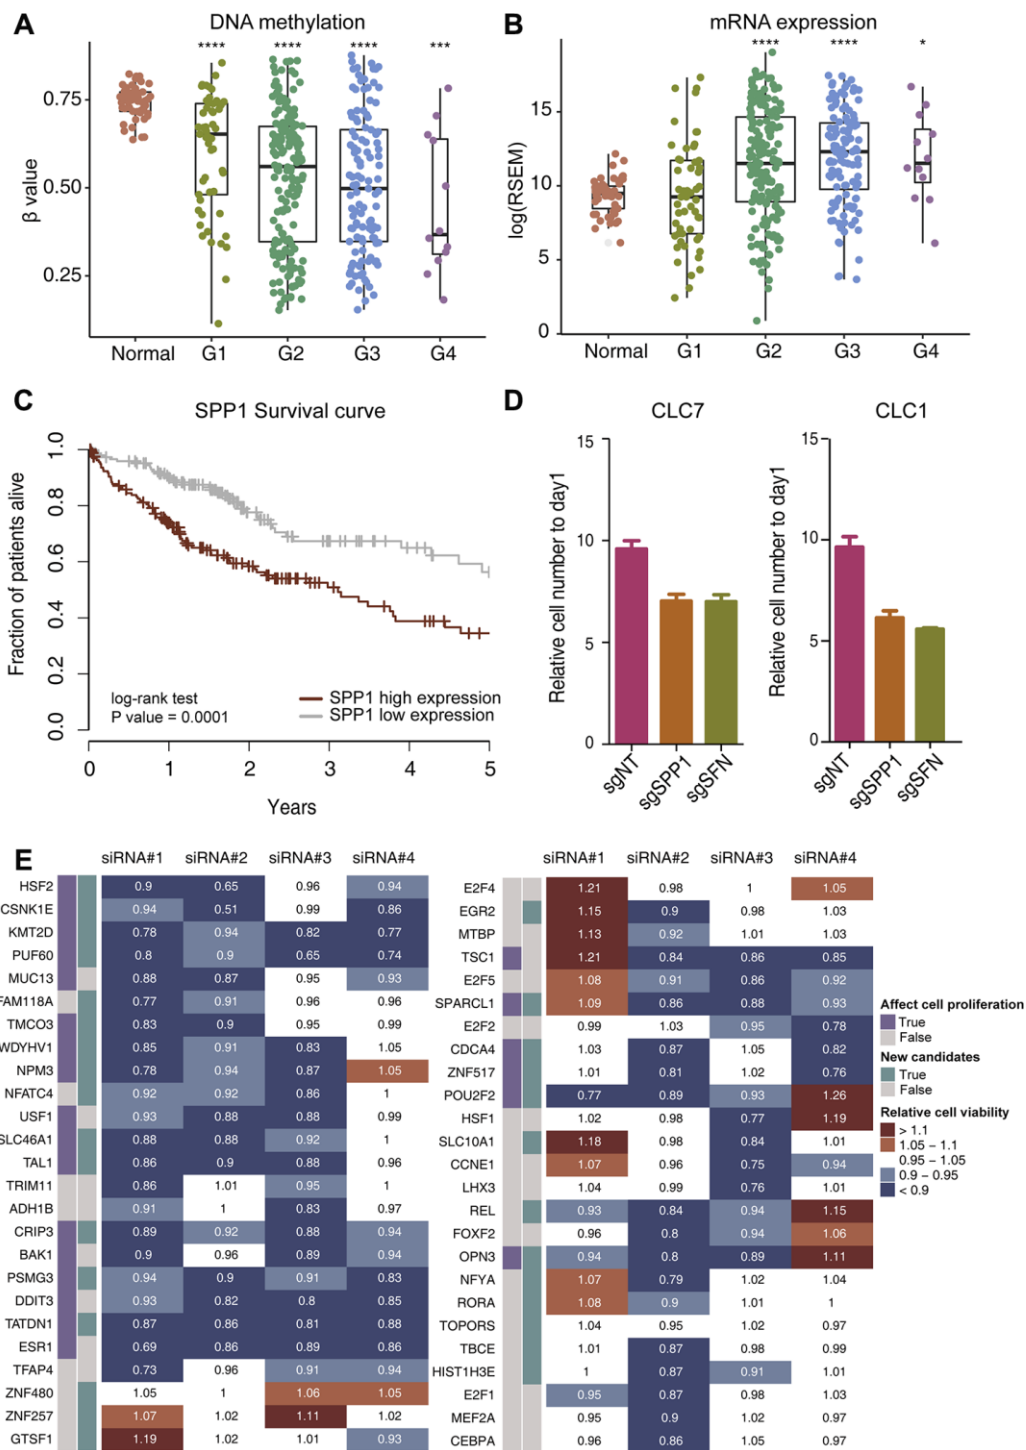 A
DNA methylation
β value
0.75
0.50
0.25
****
****
****
***
Normal G1 G2 G3 G4
B
mRNA expression
log(RSEM)
15
10
5
0
****
****
*
Normal G1 G2 G3 G4
C
SPP1 Survival curve
Fraction of patients alive
1.0
0.8
0.6
0.4
0.2
0.0
log-rank test
P value = 0.0001
SPP1 high expression
SPP1 low expression
0 1 2 3 4 5
Years
D
CLC7
Relative cell number to day1
15
10
5
0
sgNT sgSPP1 sgSFN
CLC1
Relative cell number to day1
15
10
5
0
sgNT sgSPP1 sgSFN
E
siRNA#1 siRNA#2 siRNA#3 siRNA#4
HSF2 0.9 0.65 0.96 0.94
CSNK1E 0.94 0.51 0.99 0.86
KMT2D 0.78 0.94 0.82 0.77
PUF60 0.8 0.9 0.65 0.74
MUC13 0.88 0.87 0.95 0.93
FAM118A 0.77 0.91 0.96 0.96
TMCO3 0.83 0.9 0.95 0.99
WDYHV1 0.85 0.91 0.83 1.05
NPM3 0.78 0.94 0.87 1.05
NFATC4 0.92 0.92 0.86 1
USF1 0.93 0.88 0.88 0.99
SLC46A1 0.88 0.88 0.92 1
TAL1 0.86 0.9 0.88 0.96
TRIM11 0.86 1.01 0.95 1
ADH1B 0.91 1 0.83 0.97
CRIP3 0.89 0.92 0.88 0.94
BAK1 0.9 0.96 0.89 0.94
PSMG3 0.94 0.9 0.91 0.83
DDIT3 0.93 0.82 0.8 0.85
TATDN1 0.87 0.86 0.81 0.88
ESR1 0.69 0.86 0.89 0.86
TFAP4 0.73 0.96 0.91 0.94
ZNF480 1.05 1 1.06 1.05
ZNF257 1.07 1.02 1.11 1.02
GTSF1 1.19 1.02 1.01 0.93
siRNA#1 siRNA#2 siRNA#3 siRNA#4
E2F4 1.21 0.98 1 1.05
EGR2 1.15 0.9 0.98 1.03
MTBP 1.13 0.92 1.01 1.03
TSC1 1.21 0.84 0.86 0.85
E2F5 1.08 0.91 0.86 0.92
SPARCL1 1.09 0.86 0.88 0.93
E2F2 0.99 1.03 0.95 0.78
CDCA4 1.03 0.87 1.05 0.82
ZNF517 1.01 0.81 1.02 0.76
POU2F2 0.77 0.89 0.93 1.26
HSF1 1.02 0.98 0.77 1.19
SLC10A1 1.18 0.98 0.84 1.01
CCNE1 1.07 0.96 0.75 0.94
LHX3 1.04 0.99 0.76 1.01
REL 0.93 0.84 0.94 1.15
FOXF2 0.96 0.8 0.94 1.06
OPN3 0.94 0.8 0.89 1.11
NFYA 1.07 0.79 1.02 1.04
RORA 1.08 0.9 1.01 1
TOPORS 1.04 0.95 1.02 0.97
TBCE 1.01 0.87 0.98 0.99
HIST1H3E 1 0.87 0.91 1.01
E2F1 0.95 0.87 0.98 1.03
MEF2A 0.95 0.9 1.02 0.97
CEBPA 0.96 0.86 1.05 0.97
Affect cell proliferation
True
False
New candidates
True
False
Relative cell viability
> 1.1
1.05 – 1.1
0.95 – 1.05
0.9 – 0.95
< 0.9